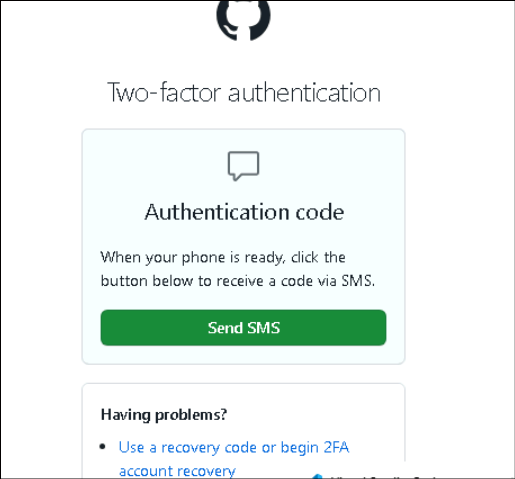 Two-factor authentication
Authentication code
When your phone is ready, click the
button below to receive a code via SMS.
Send SMS
Having problems?
Use a recovery code or begin 2FA
account recovery